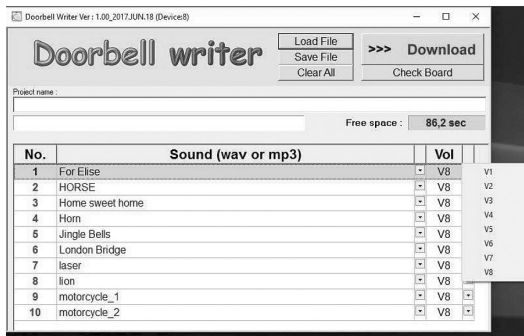 Doorbell Writer Ver : 1.00_2017.JUN.18 (Device:8)
Doorbell writer
Load File
Save File
Clear All
>>> Download
Check Board
Project name :
Free space : 86,2 sec
No. Sound (wav or mp3) Vol
1 For Elise V8
2 HORSE V8
3 Home sweet home V8
4 Horn V8
5 Jingle Bells V8
6 London Bridge V8
7 laser V8
8 lion V8
9 motorcycle_1 V8
10 motorcycle_2 V8
V1
V2
V3
V4
V5
V6
V7
V8